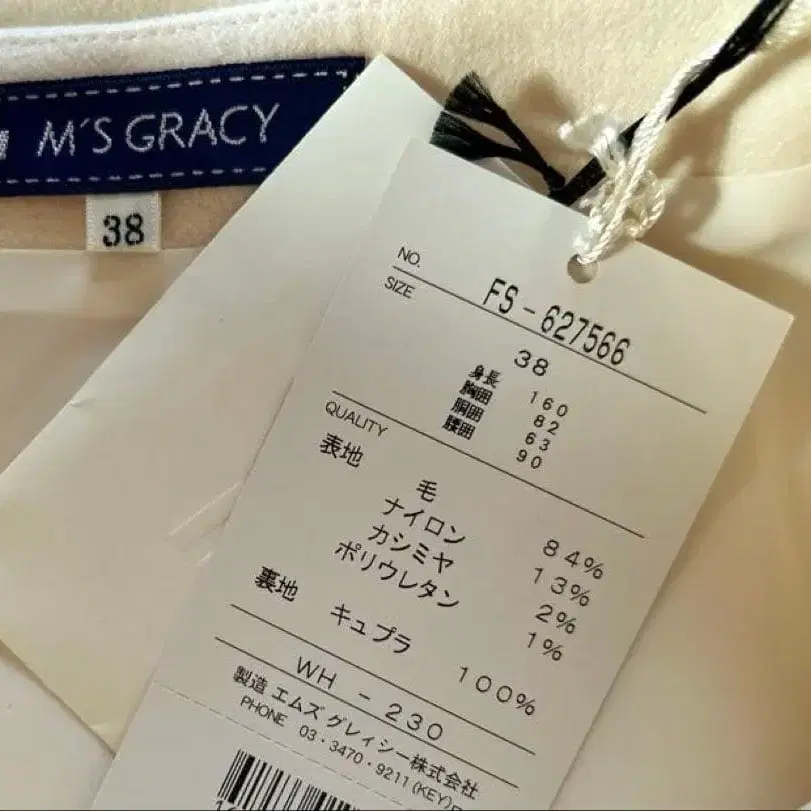 M'S GRACY
38
NO. FS-627566
SIZE 38
身長 160
胸囲 82
胴囲 63
腰囲 90
QUALITY
表地
毛 84%
ナイロン 13%
カシミヤ 2%
ポリウレタン 1%
裏地
キュプラ 100%
WH - 230
製造 エムズ グレイシー株式会社
PHONE 03・3470・9211(KEY)